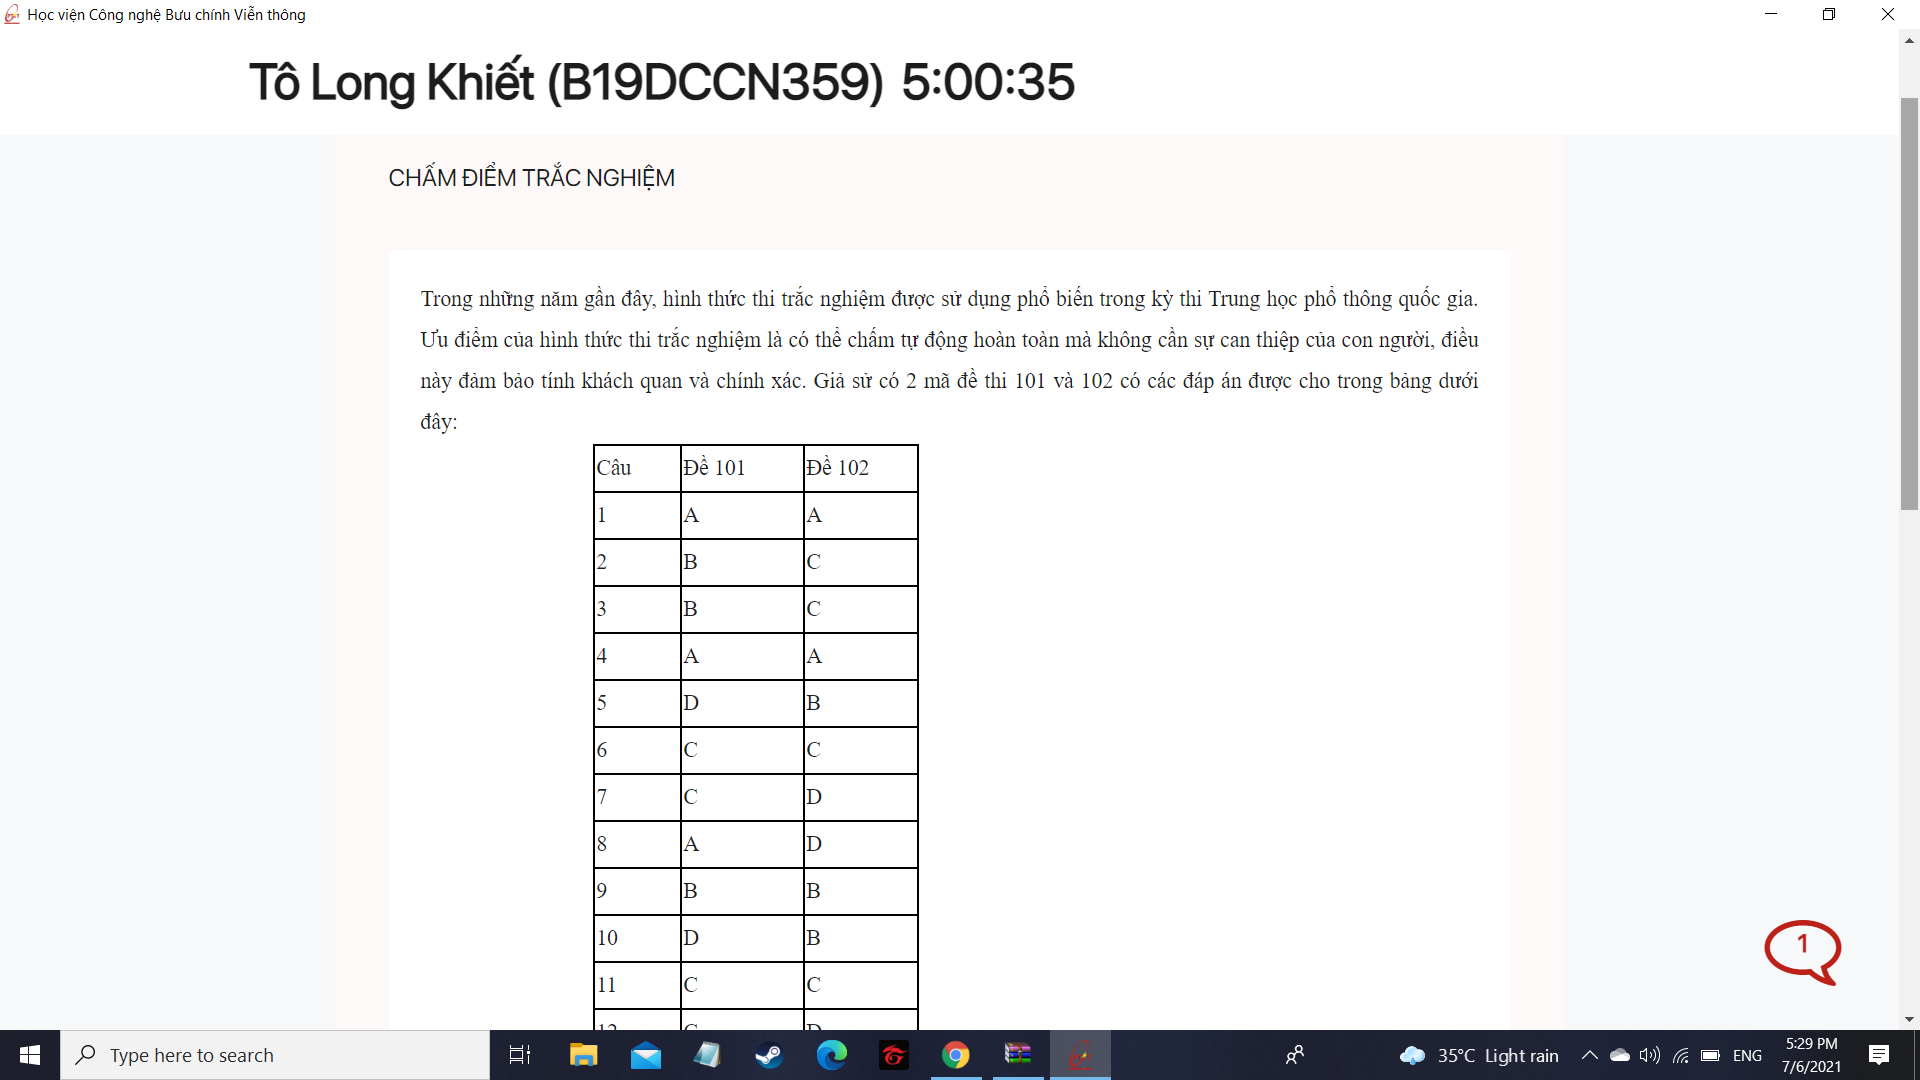 Học viện Công nghệ Bưu chính Viễn thông
Tô Long Khiết (B19DCCN359) 5:00:35
CHẤM ĐIỂM TRẮC NGHIỆM
Trong những năm gần đây, hình thức thi trắc nghiệm được sử dụng phổ biến trong kỳ thi Trung học phổ thông quốc gia.
Ưu điểm của hình thức thi trắc nghiệm là có thể chấm tự động hoàn toàn mà không cần sự can thiệp của con người, điều
này đảm bảo tính khách quan và chính xác. Giả sử có 2 mã đề thi 101 và 102 có các đáp án được cho trong bảng dưới
đây:
Câu Đề 101 Đề 102
1 A A
2 B C
3 B C
4 A A
5 D B
6 C C
7 C D
8 A D
9 B B
10 D B
11 C C
12 C D
1
Type here to search
35°C Light rain
ENG
5:29 PM
7/6/2021